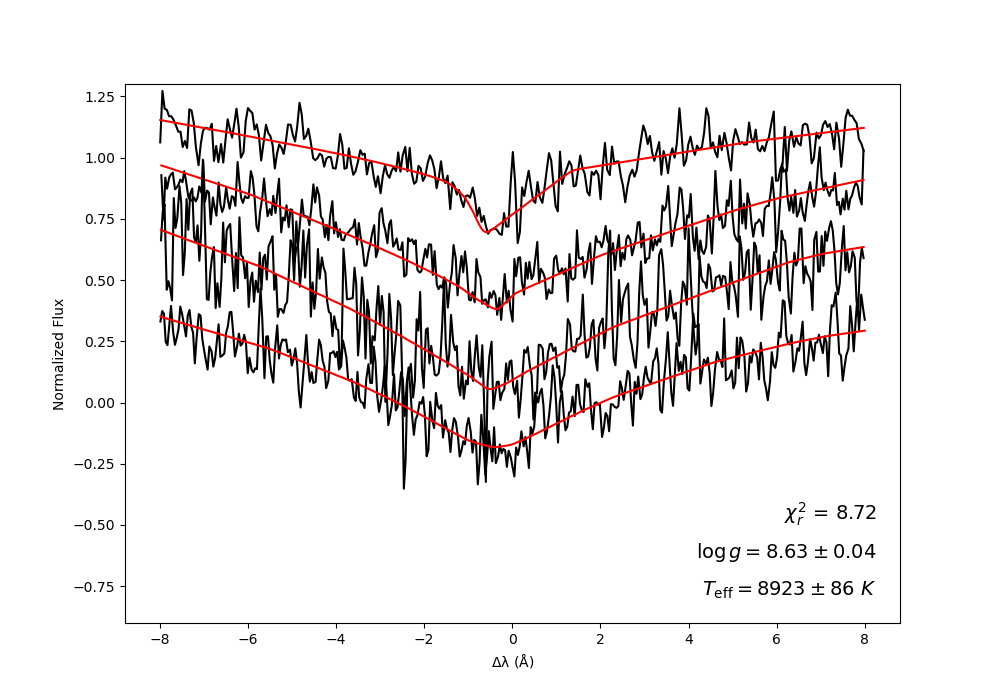 Normalized Flux
1.25
1.00
0.75
0.50
0.25
0.00
−0.25
−0.50
−0.75
χ²ᵣ = 8.72
log g = 8.63 ± 0.04
T_eff = 8923 ± 86 K
−8 −6 −4 −2 0 2 4 6 8
Δλ (Å)